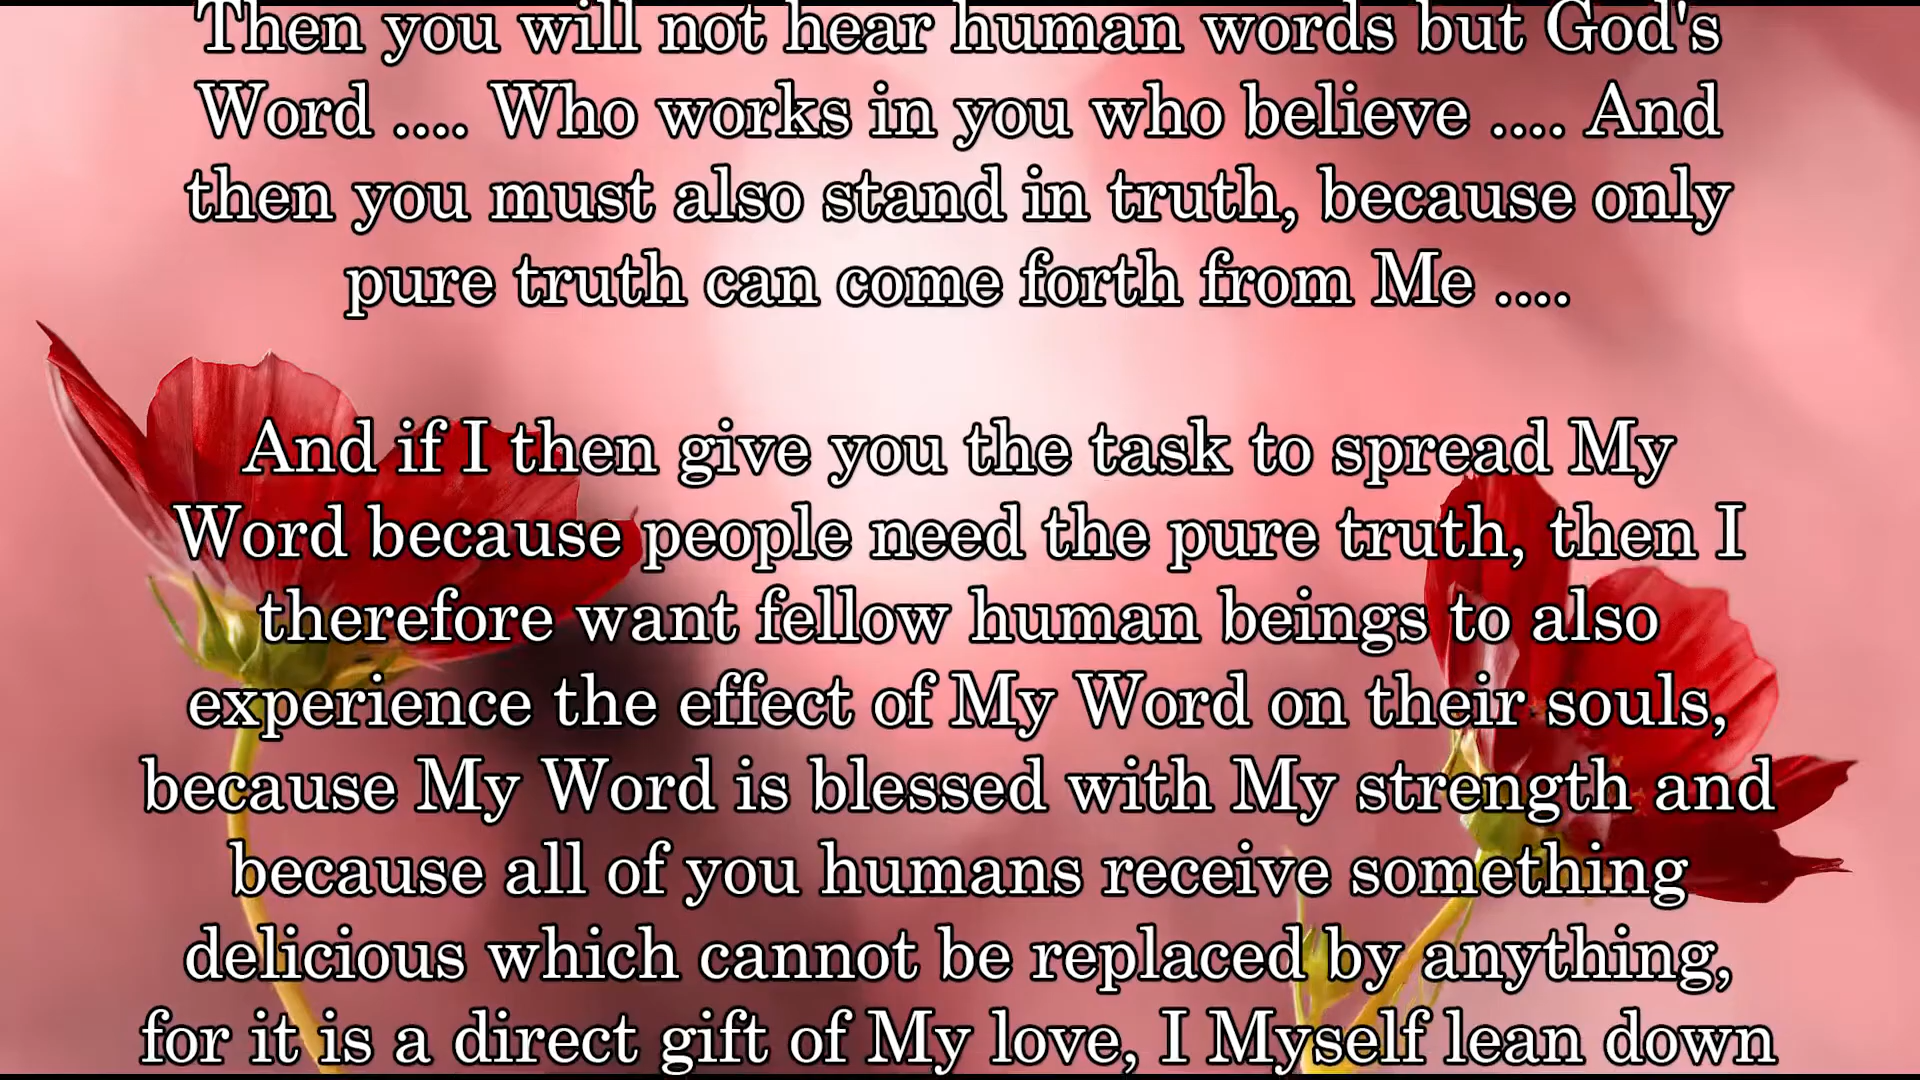 Then you will not hear human words but God's
Word .... Who works in you who believe .... And
then you must also stand in truth, because only
pure truth can come forth from Me ....
And if I then give you the task to spread My
Word because people need the pure truth, then I
therefore want fellow human beings to also
experience the effect of My Word on their souls,
because My Word is blessed with My strength and
because all of you humans receive something
delicious which cannot be replaced by anything,
for it is a direct gift of My love, I Myself lean down